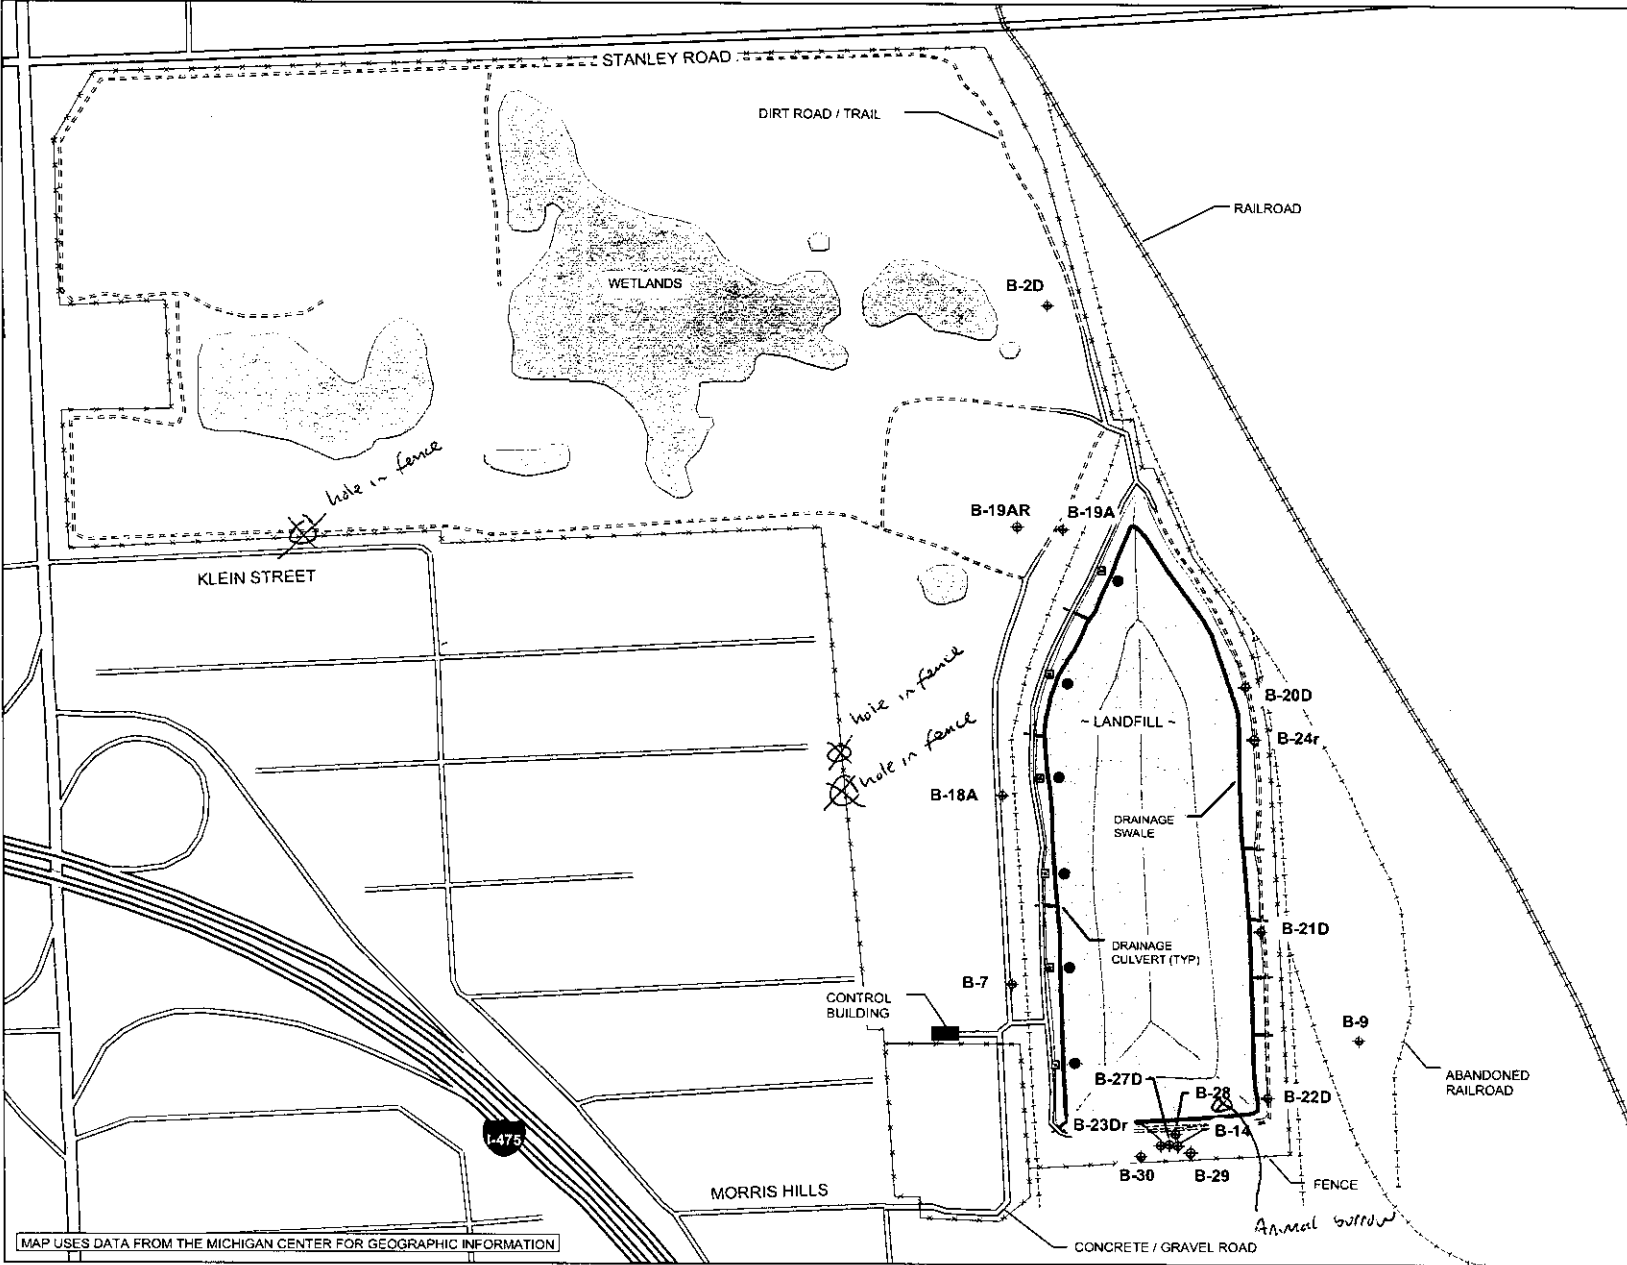 STANLEY ROAD
DIRT ROAD / TRAIL
RAILROAD
WETLANDS
B-2D
hole in fence
B-19AR
B-19A
KLEIN STREET
hole in fence
B-20D
~ LANDFILL ~
hole in fence
B-24r
B-18A
DRAINAGE
SWALE
B-21D
DRAINAGE
CULVERT (TYP)
B-7
CONTROL
BUILDING
B-9
ABANDONED
RAILROAD
B-27D
B-28
B-22D
B-23Dr
B-14
I-475
B-30
B-29
FENCE
MORRIS HILLS
Animal burrow
MAP USES DATA FROM THE MICHIGAN CENTER FOR GEOGRAPHIC INFORMATION
CONCRETE / GRAVEL ROAD